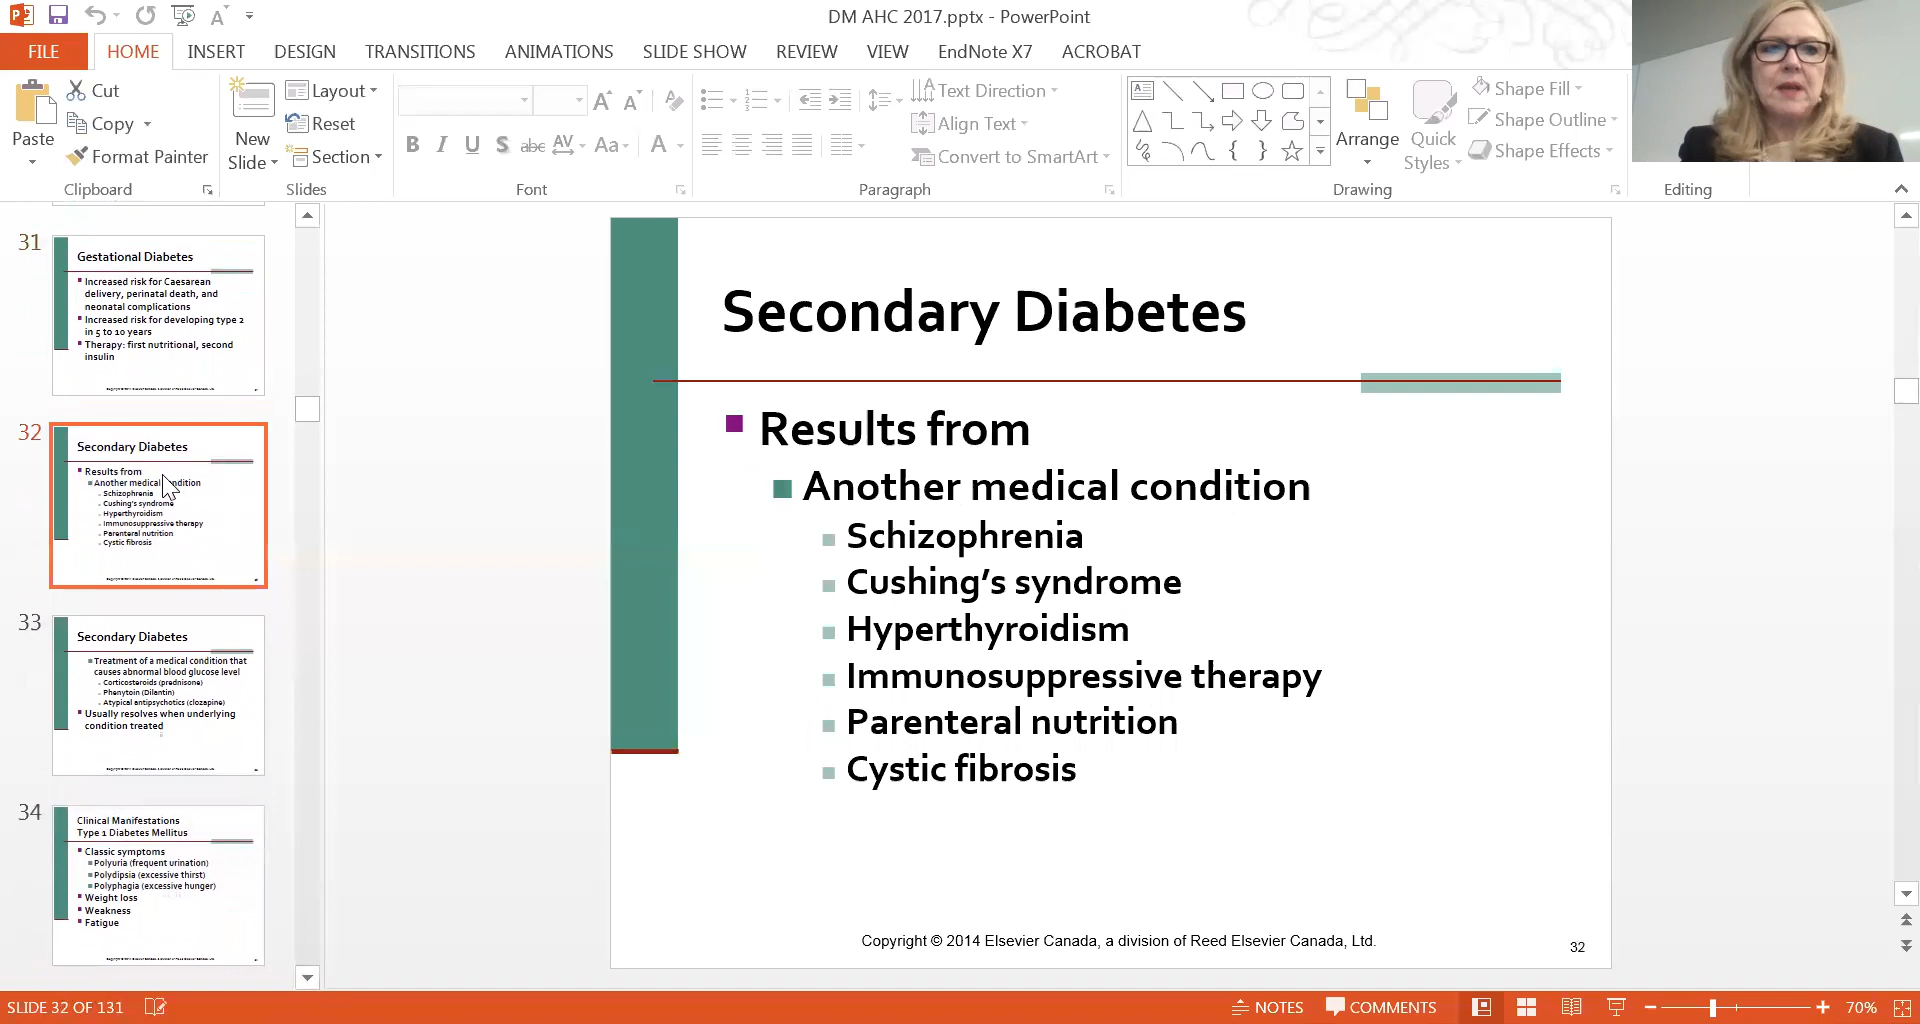 DM AHC 2017.pptx - PowerPoint
FILE
HOME
INSERT
DESIGN
TRANSITIONS
ANIMATIONS
SLIDE SHOW
REVIEW
VIEW
EndNote X7
ACROBAT
Paste
Cut
Copy
Format Painter
Clipboard
New
Slide
Layout
Reset
Section
Slides
B I U S abc AV Aa A
Font
Text Direction
Align Text
Convert to SmartArt
Paragraph
Arrange
Quick
Styles
Shape Fill
Shape Outline
Shape Effects
Drawing
Editing
31
Gestational Diabetes
Increased risk for Caesarean
delivery, perinatal death, and
neonatal complications
Increased risk for developing type 2
in 5 to 10 years
Therapy: first nutritional, second
insulin
32
Secondary Diabetes
Results from
Another medical condition
Schizophrenia
Cushing's syndrome
Hyperthyroidism
Immunosuppressive therapy
Parenteral nutrition
Cystic fibrosis
33
Secondary Diabetes
Treatment of a medical condition that
causes abnormal blood glucose level
Corticosteroids (prednisone)
Phenytoin (Dilantin)
Atypical antipsychotics (clozapine)
Usually resolves when underlying
condition treated
34
Clinical Manifestations
Type 1 Diabetes Mellitus
Classic symptoms
Polyuria (frequent urination)
Polydipsia (excessive thirst)
Polyphagia (excessive hunger)
Weight loss
Weakness
Fatigue
Secondary Diabetes
Results from
Another medical condition
Schizophrenia
Cushing’s syndrome
Hyperthyroidism
Immunosuppressive therapy
Parenteral nutrition
Cystic fibrosis
Copyright © 2014 Elsevier Canada, a division of Reed Elsevier Canada, Ltd.
32
SLIDE 32 OF 131
NOTES
COMMENTS
70%